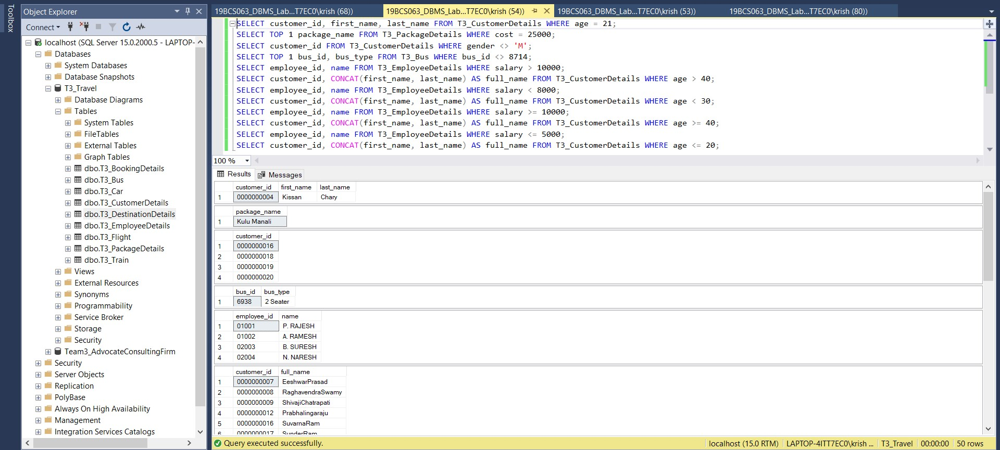 Toolbox
Object Explorer
Connect
localhost (SQL Server 15.0.2000.5 - LAPTOP-
Databases
System Databases
Database Snapshots
T3_Travel
Database Diagrams
Tables
System Tables
FileTables
External Tables
Graph Tables
dbo.T3_BookingDetails
dbo.T3_Bus
dbo.T3_Car
dbo.T3_CustomerDetails
dbo.T3_DestinationDetails
dbo.T3_EmployeeDetails
dbo.T3_Flight
dbo.T3_PackageDetails
dbo.T3_Train
Views
External Resources
Synonyms
Programmability
Service Broker
Storage
Security
Team3_AdvocateConsultingFirm
Security
Server Objects
Replication
PolyBase
Always On High Availability
Management
Integration Services Catalogs
19BCS063_DBMS_Lab...T7EC0\krish (68)) 19BCS063_DBMS_Lab...T7EC0\krish (54)) 19BCS063_DBMS_Lab...T7EC0\krish (53)) 19BCS063_DBMS_Lab...T7EC0\krish (80))
SELECT customer_id, first_name, last_name FROM T3_CustomerDetails WHERE age = 21;
SELECT TOP 1 package_name FROM T3_PackageDetails WHERE cost = 25000;
SELECT customer_id FROM T3_CustomerDetails WHERE gender <> 'M';
SELECT TOP 1 bus_id, bus_type FROM T3_Bus WHERE bus_id <> 8714;
SELECT employee_id, name FROM T3_EmployeeDetails WHERE salary > 10000;
SELECT customer_id, CONCAT(first_name, last_name) AS full_name FROM T3_CustomerDetails WHERE age > 40;
SELECT employee_id, name FROM T3_EmployeeDetails WHERE salary < 8000;
SELECT customer_id, CONCAT(first_name, last_name) AS full_name FROM T3_CustomerDetails WHERE age < 30;
SELECT employee_id, name FROM T3_EmployeeDetails WHERE salary >= 10000;
SELECT customer_id, CONCAT(first_name, last_name) AS full_name FROM T3_CustomerDetails WHERE age >= 40;
SELECT employee_id, name FROM T3_EmployeeDetails WHERE salary <= 5000;
SELECT customer_id, CONCAT(first_name, last_name) AS full_name FROM T3_CustomerDetails WHERE age <= 20;
100 %
Results Messages
customer_id first_name last_name
1 0000000004 Kissan Chary
package_name
1 Kulu Manali
customer_id
1 0000000016
2 0000000018
3 0000000019
4 0000000020
bus_id bus_type
1 6938 2 Seater
employee_id name
1 01001 P. RAJESH
2 01002 A. RAMESH
3 02003 B. SURESH
4 02004 N. NARESH
customer_id full_name
1 0000000007 EeshwarPrasad
2 0000000008 RaghavendraSwamy
3 0000000009 ShivajiChatrapati
4 0000000012 Prabhalingaraju
5 0000000016 SuvarnaRam
6 0000000017 SunderRam
Query executed successfully. localhost (15.0 RTM) LAPTOP-4ITT7EC0\krish ... T3_Travel 00:00:00 50 rows